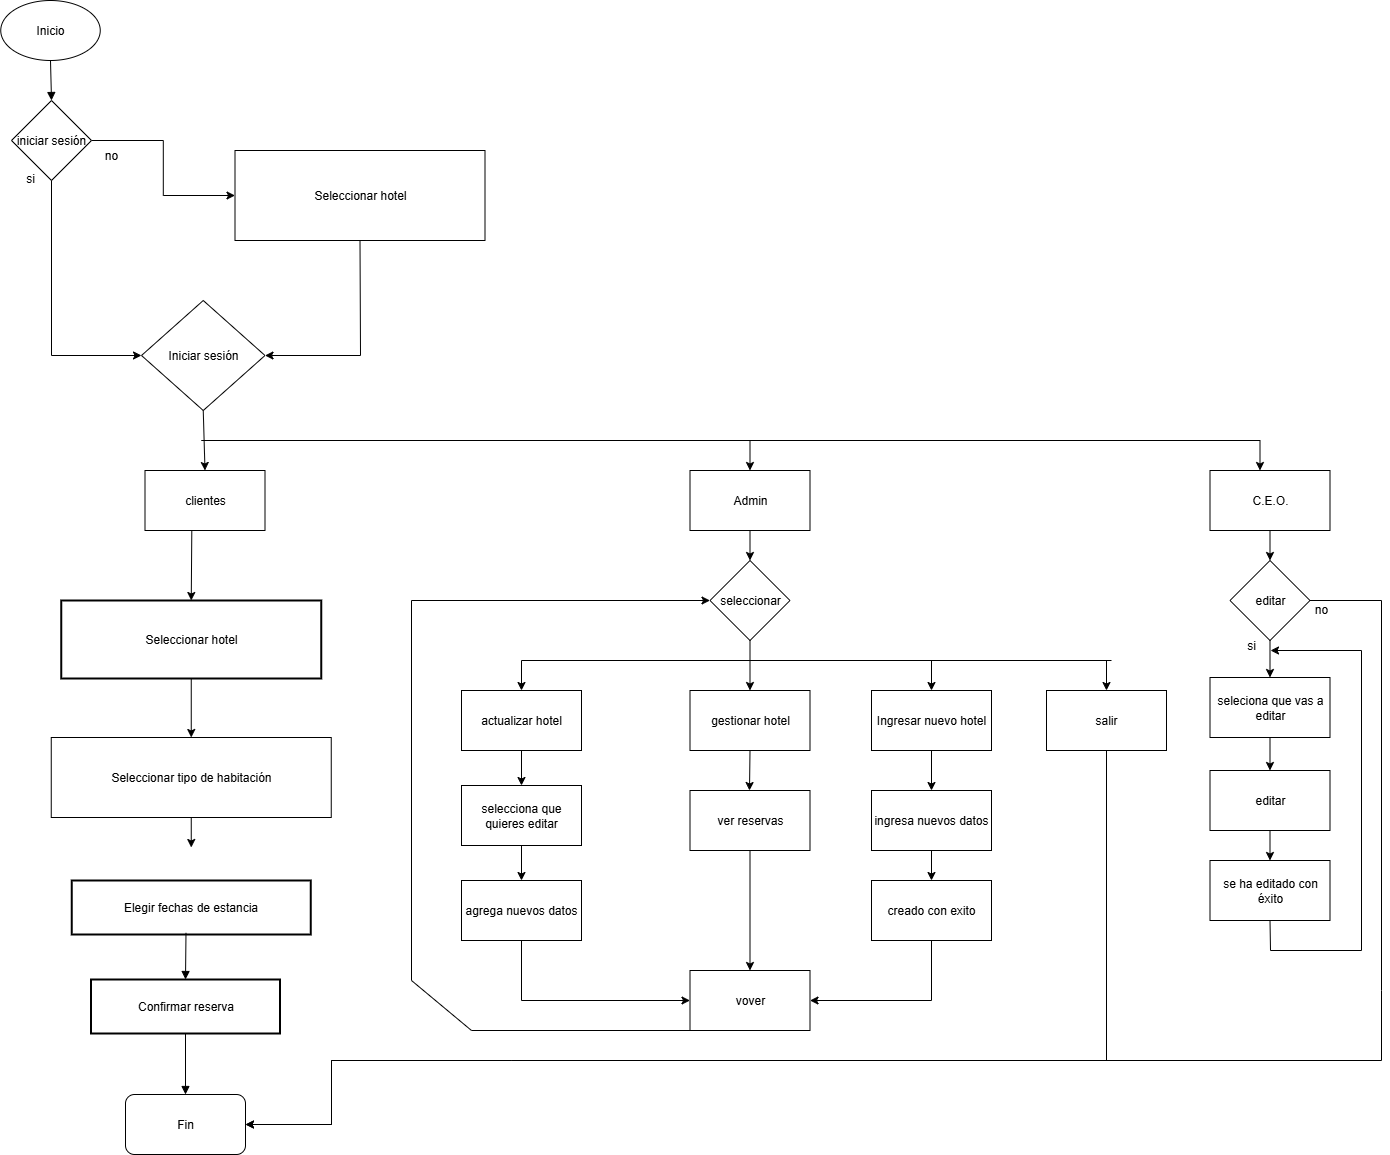 Inicio
iniciar sesión
no
si
Seleccionar hotel
Iniciar sesión
clientes
Admin
C.E.O.
seleccionar
editar
no
si
Seleccionar hotel
actualizar hotel
gestionar hotel
Ingresar nuevo hotel
salir
seleciona que vas a
editar
Seleccionar tipo de habitación
selecciona que
quieres editar
ver reservas
ingresa nuevos datos
editar
Elegir fechas de estancia
agrega nuevos datos
creado con exito
se ha editado con
éxito
Confirmar reserva
vover
Fin